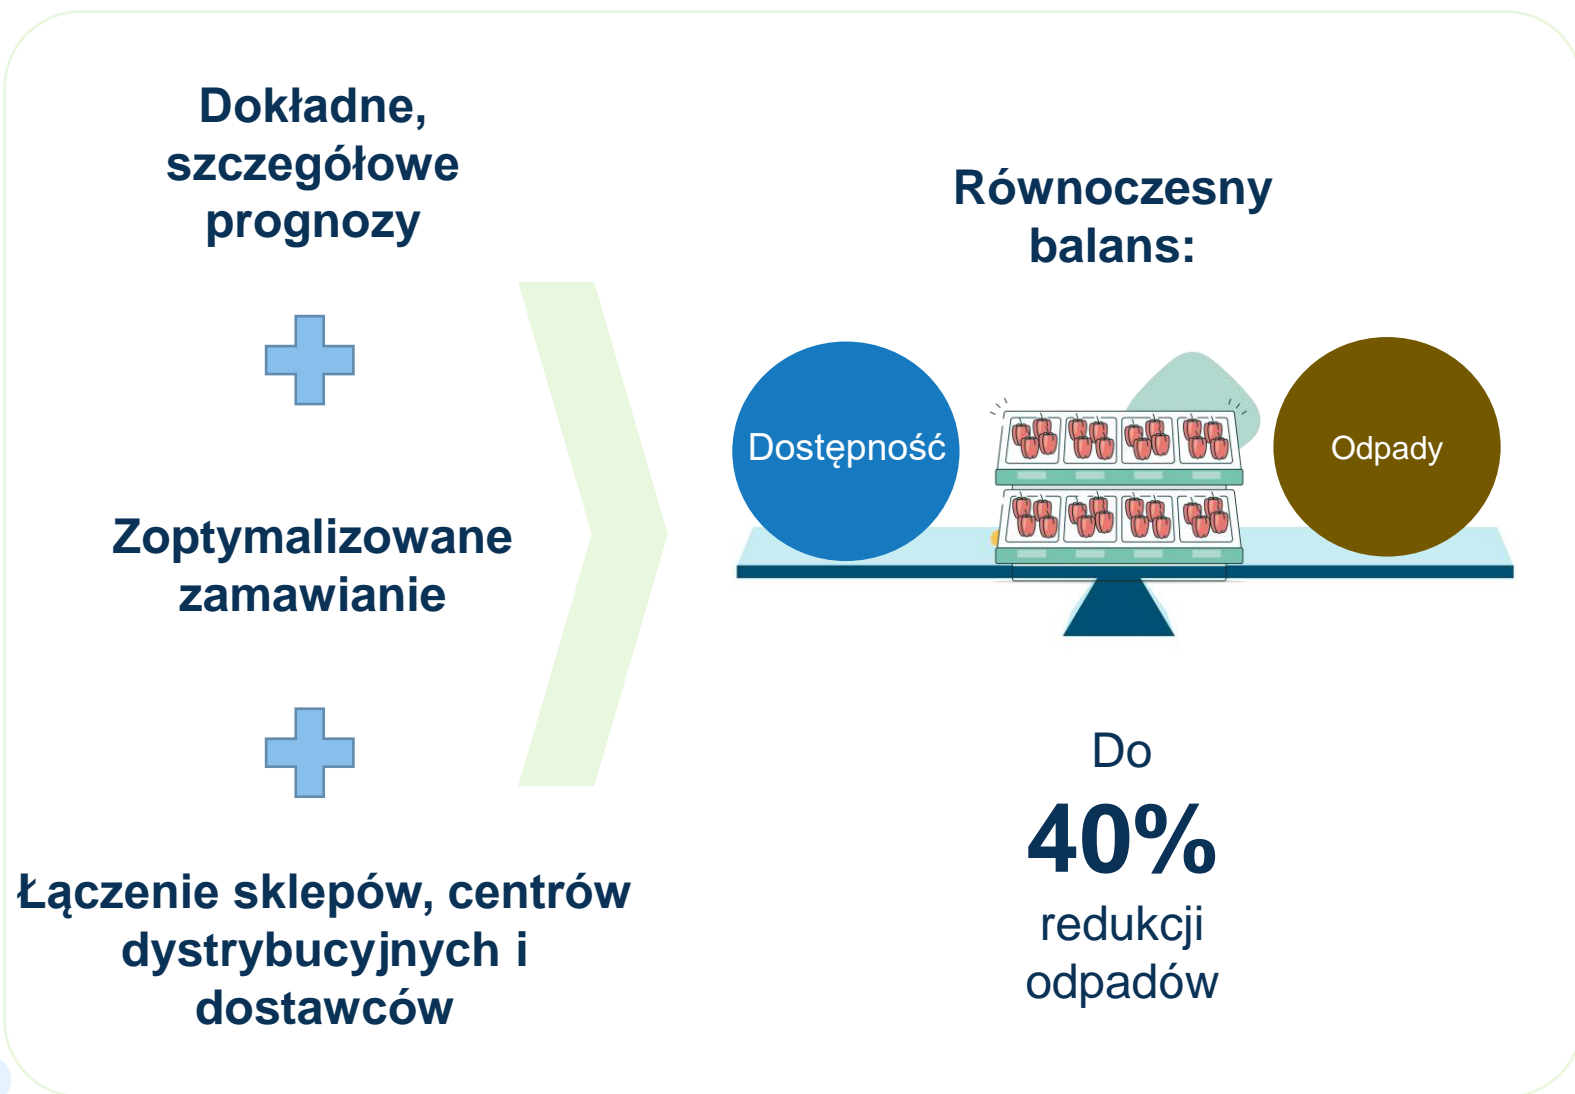 Dokładne,
szczegółowe
prognozy
Zoptymalizowane
zamawianie
Łączenie sklepów, centrów
dystrybucyjnych i
dostawców
Równoczesny
balans:
Dostępność
Odpady
Do
40%
redukcji
odpadów